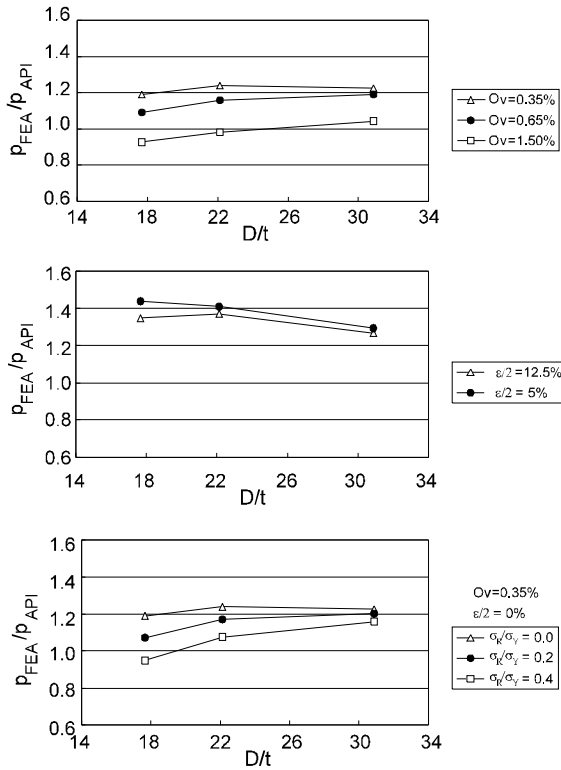 1.6
1.4
1.2
1.0
0.8
0.6
pFEA/pAPI
14 18 22 26 30 34
D/t
Ov=0.35%
Ov=0.65%
Ov=1.50%
1.6
1.4
1.2
1.0
0.8
0.6
pFEA/pAPI
14 18 22 26 30 34
D/t
ε/2 =12.5%
ε/2 = 5%
1.6
1.4
1.2
1.0
0.8
0.6
pFEA/pAPI
14 18 22 26 30 34
D/t
Ov=0.35%
ε/2 = 0%
σR/σY = 0.0
σR/σY = 0.2
σR/σY = 0.4